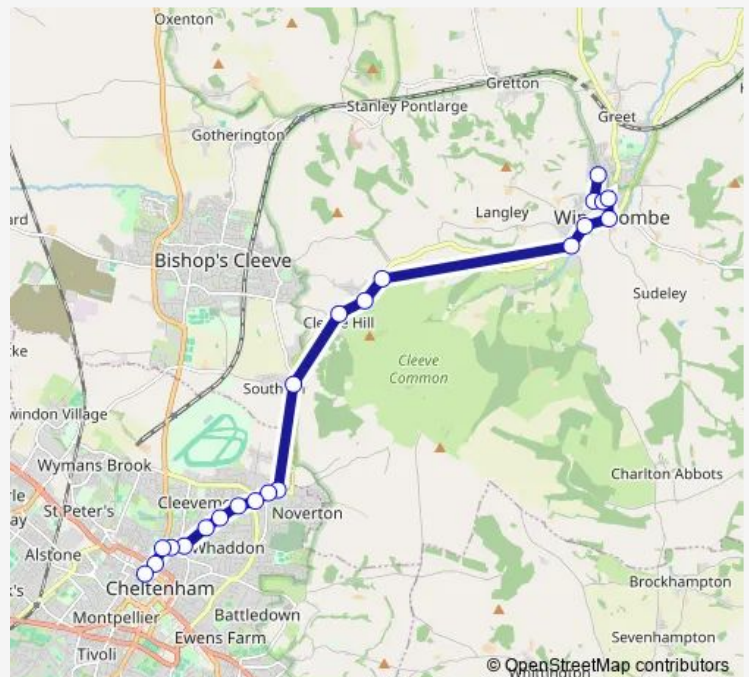 Oxenton
Gretton
Stanley Pontlarge
Greet
Gotherington
Langley
Bishop's Cleeve
Sudeley
Cleeve
Common
Wymans Brook
Charlton Abbots
St Peter's
Noverton
Alstone
Whaddon
Cheltenham
Brockhampton
Montpellier
Battledown
Ewens Farm
Sevenhampton
Tivoli
© OpenStreetMap contributors